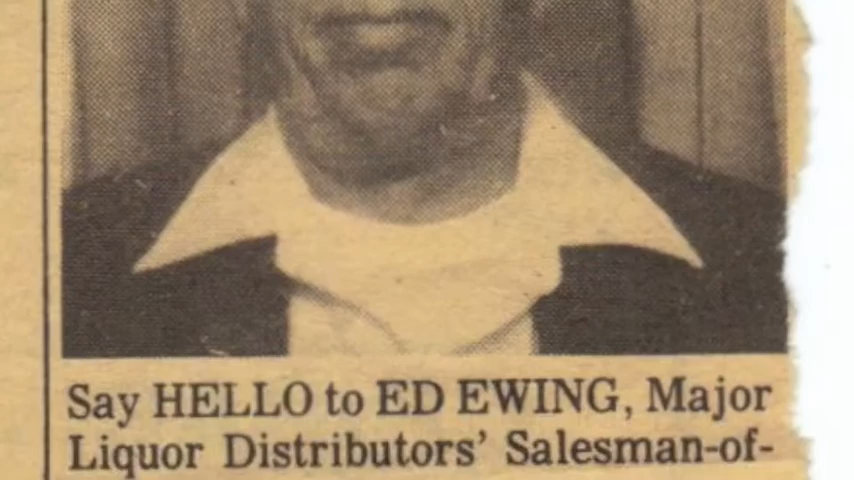 Say HELLO to ED EWING, Major
Liquor Distributors' Salesman-of-